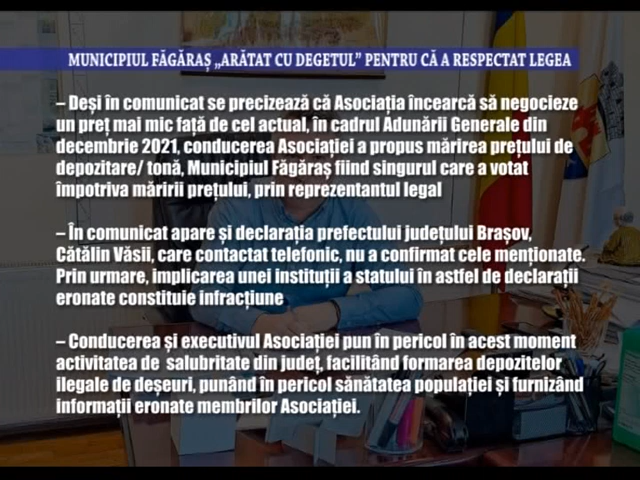 MUNICIPIUL FĂGĂRAȘ „ARĂTAT CU DEGETUL” PENTRU CĂ A RESPECTAT LEGEA
– Deși în comunicat se precizează că Asociația încearcă să negocieze
un preț mai mic față de cel actual, în cadrul Adunării Generale din
decembrie 2021, conducerea Asociației a propus mărirea prețului de
depozitare/ tonă, Municipiul Făgăraș fiind singurul care a votat
împotriva măririi prețului, prin reprezentantul legal
– În comunicat apare și declarația prefectului județului Brașov,
Cătălin Văsii, care contactat telefonic, nu a confirmat cele menționate.
Prin urmare, implicarea unei instituții a statului în astfel de declarații
eronate constituie infracțiune
– Conducerea și executivul Asociației pun în pericol în acest moment
activitatea de salubritate din județ, facilitând formarea depozitelor
ilegale de deșeuri, punând în pericol sănătatea populației și furnizând
informații eronate membrilor Asociației.